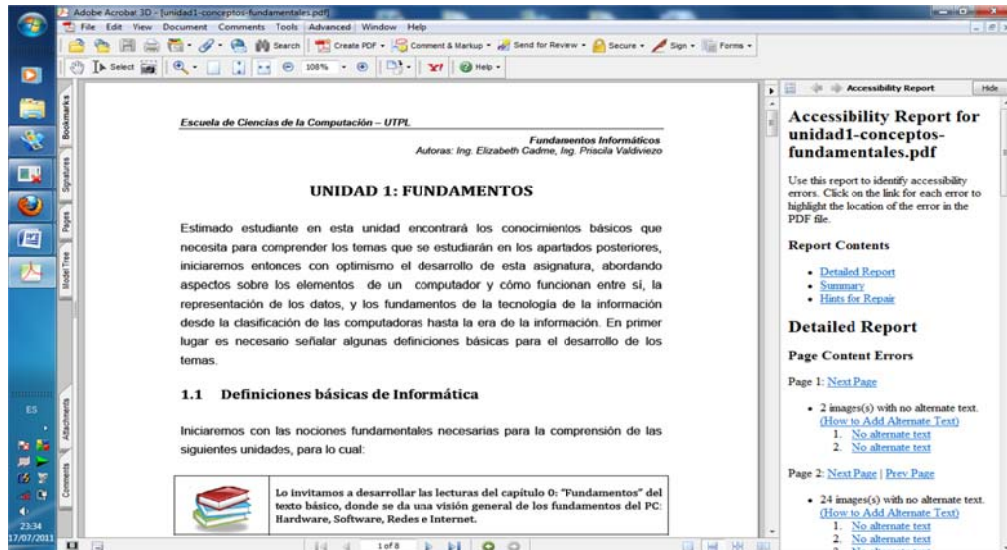 Adobe Acrobat 3D - [unidad1-conceptos-fundamentales.pdf]
File Edit View Document Comments Tools Advanced Window Help
Search Create PDF Comment & Markup Send for Review Secure Sign Forms
Select 108% Y! Help
Bookmarks
Signatures
Pages
Model Tree
Attachments
Comments
Escuela de Ciencias de la Computación – UTPL
Fundamentos Informáticos
Autoras: Ing. Elizabeth Cadme, Ing. Priscila Valdiviezo
UNIDAD 1: FUNDAMENTOS
Estimado estudiante en esta unidad encontrará los conocimientos básicos que
necesita para comprender los temas que se estudiarán en los apartados posteriores,
iniciaremos entonces con optimismo el desarrollo de esta asignatura, abordando
aspectos sobre los elementos de un computador y cómo funcionan entre sí, la
representación de los datos, y los fundamentos de la tecnología de la información
desde la clasificación de las computadoras hasta la era de la información. En primer
lugar es necesario señalar algunas definiciones básicas para el desarrollo de los
temas.
1.1 Definiciones básicas de Informática
Iniciaremos con las nociones fundamentales necesarias para la comprensión de las
siguientes unidades, para lo cual:
Lo invitamos a desarrollar las lecturas del capítulo 0: "Fundamentos" del
texto básico, donde se da una visión general de los fundamentos del PC:
Hardware, Software, Redes e Internet.
1 of 8
Accessibility Report
Hide
Accessibility Report for
unidad1-conceptos-
fundamentales.pdf
Use this report to identify accessibility
errors. Click on the link for each error to
highlight the location of the error in the
PDF file.
Report Contents
Detailed Report
Summary
Hints for Repair
Detailed Report
Page Content Errors
Page 1: Next Page
2 images(s) with no alternate text.
(How to Add Alternate Text)
1. No alternate text
2. No alternate text
Page 2: Next Page | Prev Page
24 images(s) with no alternate text.
(How to Add Alternate Text)
1. No alternate text
2. No alternate text
ES
23:34
17/07/2011